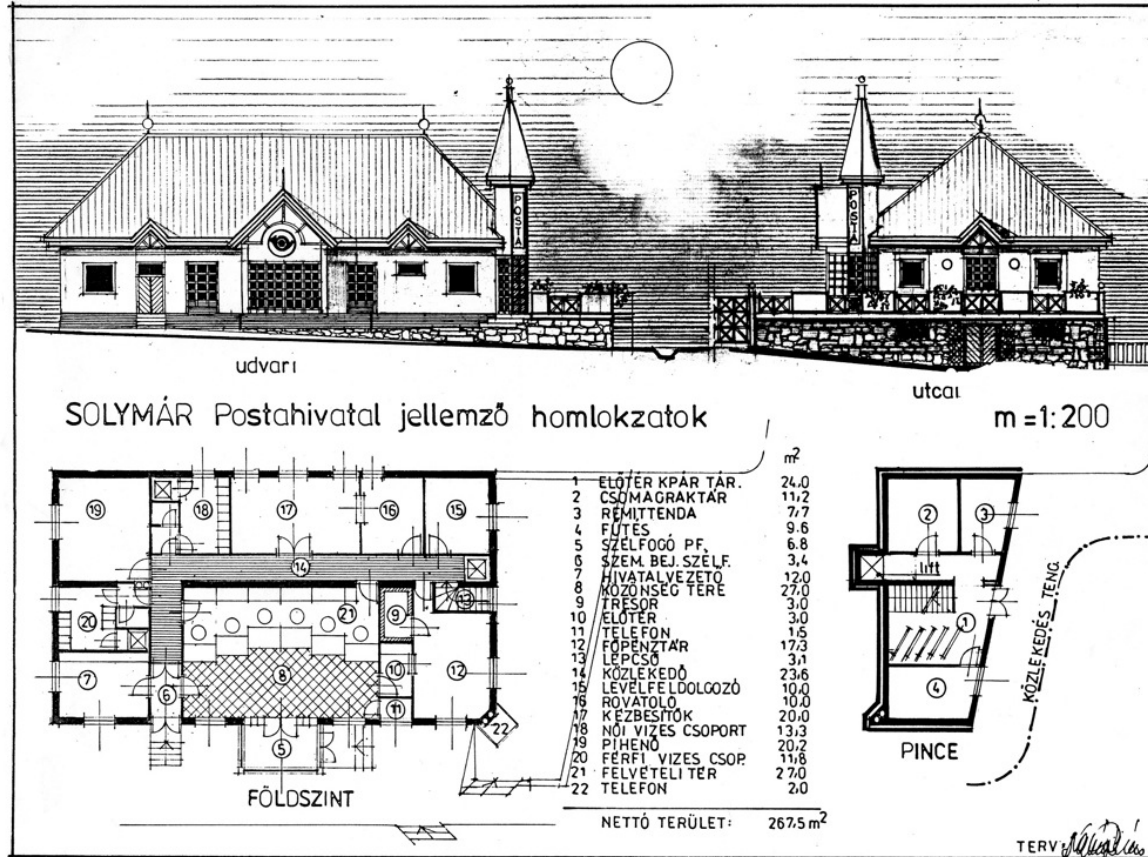 POSTA
POSTA
udvari
utcai
SOLYMÁR Postahivatal jellemző homlokzatok
m=1:200
m²
1 ELŐTÉR KPÁR TÁR. 24,0
2 CSOMAGRAKTÁR 11,2
3 REMITTENDA 7,7
4 FŰTÉS 9.6
5 SZÉLFOGÓ PF. 6.8
6 SZEM. BEJ. SZÉLF. 3,4
7 HIVATALVEZETŐ 12.0
8 KÖZÖNSÉG TERE 27,0
9 TRESOR 3,0
10 ELŐTÉR 3,0
11 TELEFON 1,5
12 FŐPÉNZTÁR 17,3
13 LÉPCSŐ 3,1
14 KÖZLEKEDŐ 23,6
15 LEVÉLFELDOLGOZÓ 10,0
16 ROVATOLÓ 10,0
17 KÉZBESÍTŐK 20,0
18 NŐI VIZES CSOPORT 13,3
19 PIHENŐ 20,2
20 FÉRFI VIZES CSOP. 11,8
21 FELVÉTELI TÉR 27,0
22 TELEFON 2,0
NETTÓ TERÜLET: 267,5 m²
19
18
17
16
15
14
20
21
9
13
7
6
8
10
12
11
5
22
FÖLDSZINT
2
3
lift
1
4
PINCE
KÖZLEKEDÉS TENG.
TERV: